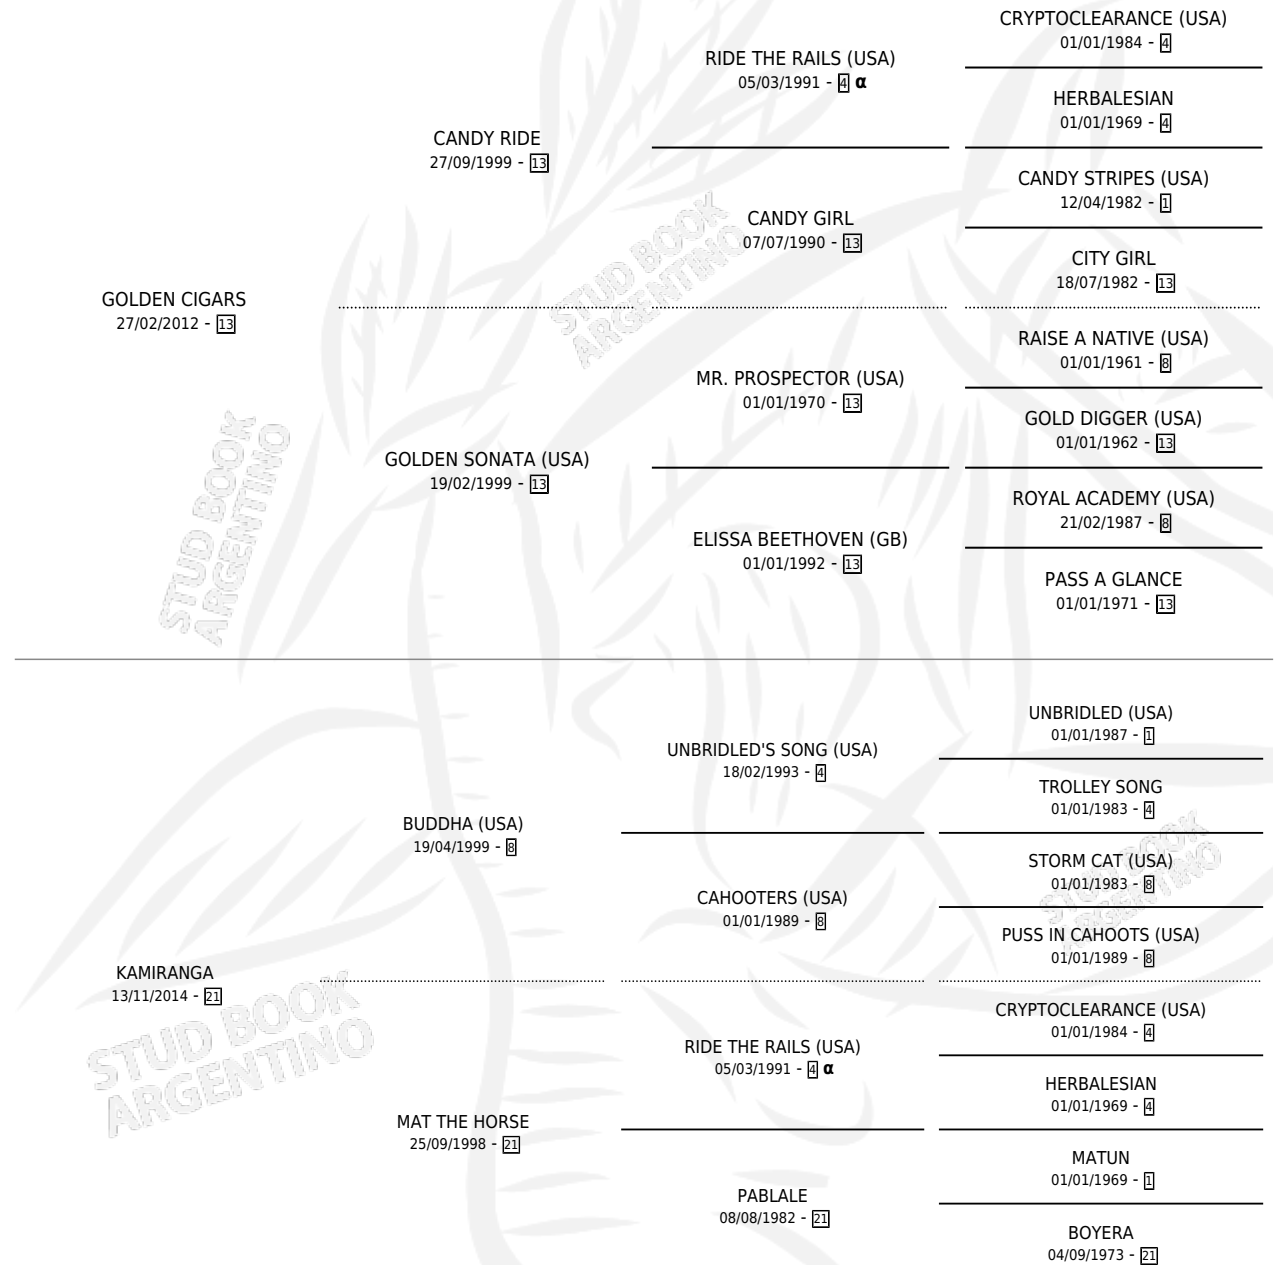 CRYPTOCLEARANCE (USA)
01/01/1984 - 4
RIDE THE RAILS (USA)
05/03/1991 - 4 α
HERBALESIAN
01/01/1969 - 4
CANDY RIDE
27/09/1999 - 13
CANDY STRIPES (USA)
12/04/1982 - 1
CANDY GIRL
07/07/1990 - 13
CITY GIRL
18/07/1982 - 13
GOLDEN CIGARS
27/02/2012 - 13
RAISE A NATIVE (USA)
01/01/1961 - 8
MR. PROSPECTOR (USA)
01/01/1970 - 13
GOLD DIGGER (USA)
01/01/1962 - 13
GOLDEN SONATA (USA)
19/02/1999 - 13
ROYAL ACADEMY (USA)
21/02/1987 - 8
ELISSA BEETHOVEN (GB)
01/01/1992 - 13
PASS A GLANCE
01/01/1971 - 13
UNBRIDLED (USA)
01/01/1987 - 1
UNBRIDLED'S SONG (USA)
18/02/1993 - 4
TROLLEY SONG
01/01/1983 - 4
BUDDHA (USA)
19/04/1999 - 8
STORM CAT (USA)
01/01/1983 - 8
CAHOOTERS (USA)
01/01/1989 - 8
PUSS IN CAHOOTS (USA)
01/01/1989 - 8
KAMIRANGA
13/11/2014 - 21
CRYPTOCLEARANCE (USA)
01/01/1984 - 4
RIDE THE RAILS (USA)
05/03/1991 - 4 α
HERBALESIAN
01/01/1969 - 4
MAT THE HORSE
25/09/1998 - 21
MATUN
01/01/1969 - 1
PABLALE
08/08/1982 - 21
BOYERA
04/09/1973 - 21
STUD BOOK
ARGENTINO
STUD BOOK
ARGENTINO
STUD BOOK
ARGENTINO
STUD BOOK
ARGENTINO